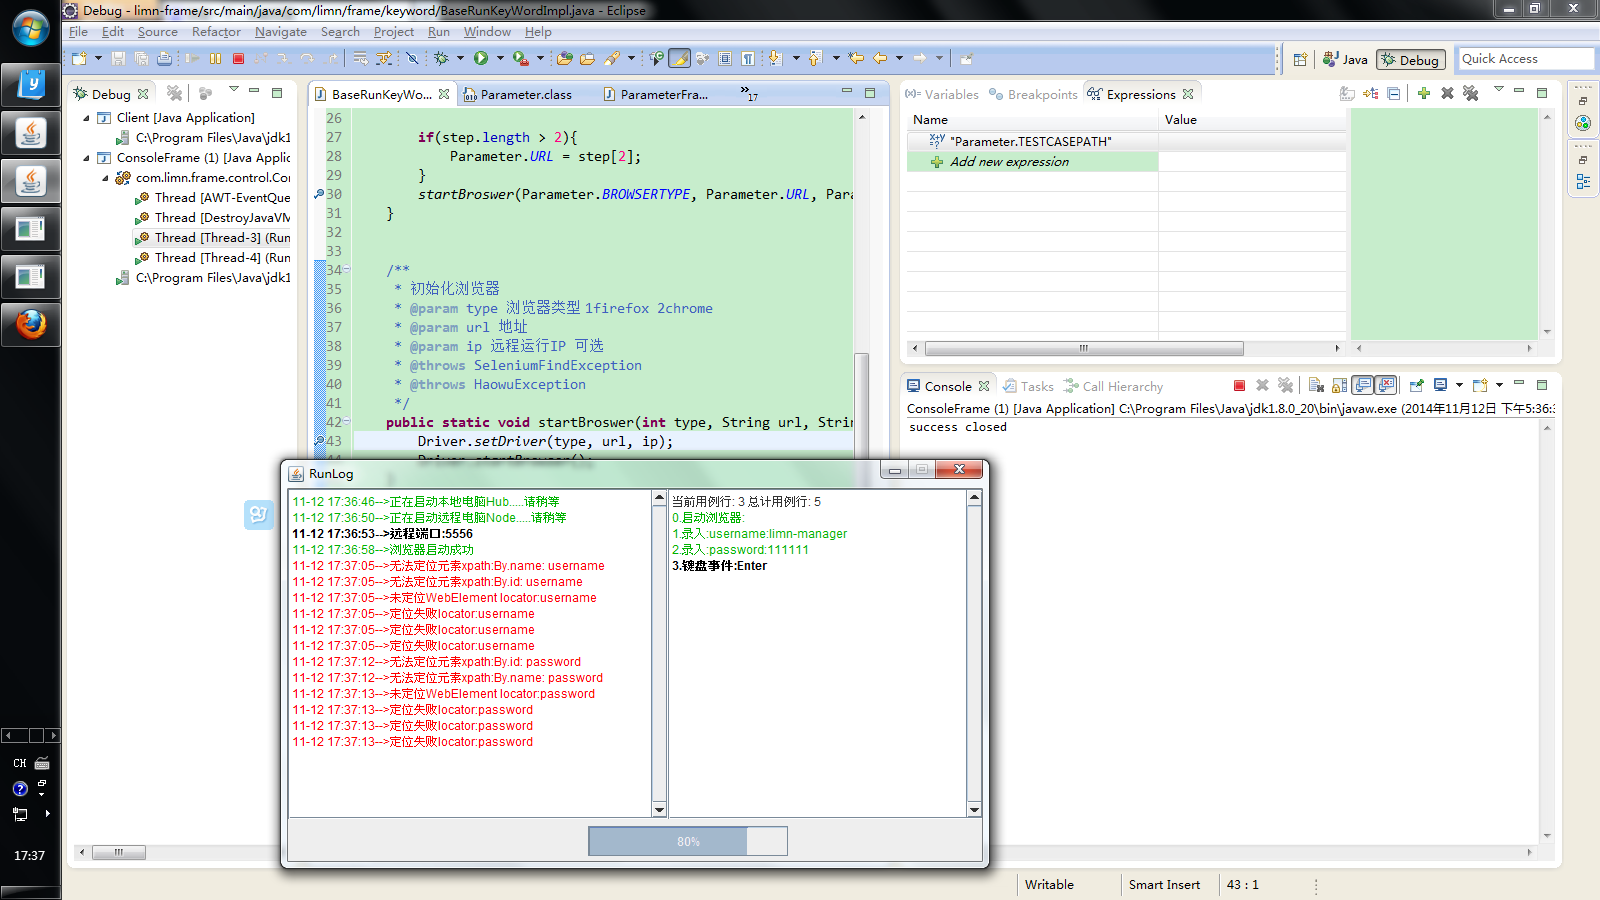 Debug - limn-frame/src/main/java/com/limn/frame/keyword/BaseRunKeyWordImpl.java - Eclipse
File Edit Source Refactor Navigate Search Project Run Window Help
Java Debug Quick Access
Debug
Client [Java Application]
C:\Program Files\Java\jdk1
ConsoleFrame (1) [Java Applic
com.limn.frame.control.Cor
Thread [AWT-EventQue
Thread [DestroyJavaVM
Thread [Thread-3] (Run
Thread [Thread-4] (Run
C:\Program Files\Java\jdk1
BaseRunKeyWo... Parameter.class ParameterFra... »17
26
27 if(step.length > 2){
28 Parameter.URL = step[2];
29 }
30 startBroswer(Parameter.BROWSERTYPE, Parameter.URL, Para
31 }
32
33
34 /**
35 * 初始化浏览器
36 * @param type 浏览器类型 1firefox 2chrome
37 * @param url 地址
38 * @param ip 远程运行IP 可选
39 * @throws SeleniumFindException
40 * @throws HaowuException
41 */
42 public static void startBroswer(int type, String url, Strin
43 Driver.setDriver(type, url, ip);
Variables Breakpoints Expressions
Name Value
"Parameter.TESTCASEPATH"
Add new expression
Console Tasks Call Hierarchy
ConsoleFrame (1) [Java Application] C:\Program Files\Java\jdk1.8.0_20\bin\javaw.exe (2014年11月12日 下午5:36:3
success closed
RunLog
11-12 17:36:46-->正在启动本地电脑Hub.....请稍等
11-12 17:36:50-->正在启动远程电脑Node.....请稍等
11-12 17:36:53-->远程端口:5556
11-12 17:36:58-->浏览器启动成功
11-12 17:37:05-->无法定位元素xpath:By.name: username
11-12 17:37:05-->无法定位元素xpath:By.id: username
11-12 17:37:05-->未定位WebElement locator:username
11-12 17:37:05-->定位失败locator:username
11-12 17:37:05-->定位失败locator:username
11-12 17:37:05-->定位失败locator:username
11-12 17:37:12-->无法定位元素xpath:By.id: password
11-12 17:37:12-->无法定位元素xpath:By.name: password
11-12 17:37:13-->未定位WebElement locator:password
11-12 17:37:13-->定位失败locator:password
11-12 17:37:13-->定位失败locator:password
11-12 17:37:13-->定位失败locator:password
当前用例行: 3 总计用例行: 5
0.启动浏览器:
1.录入:username:limn-manager
2.录入:password:111111
3.键盘事件:Enter
80%
CH
17:37
Writable Smart Insert 43 : 1